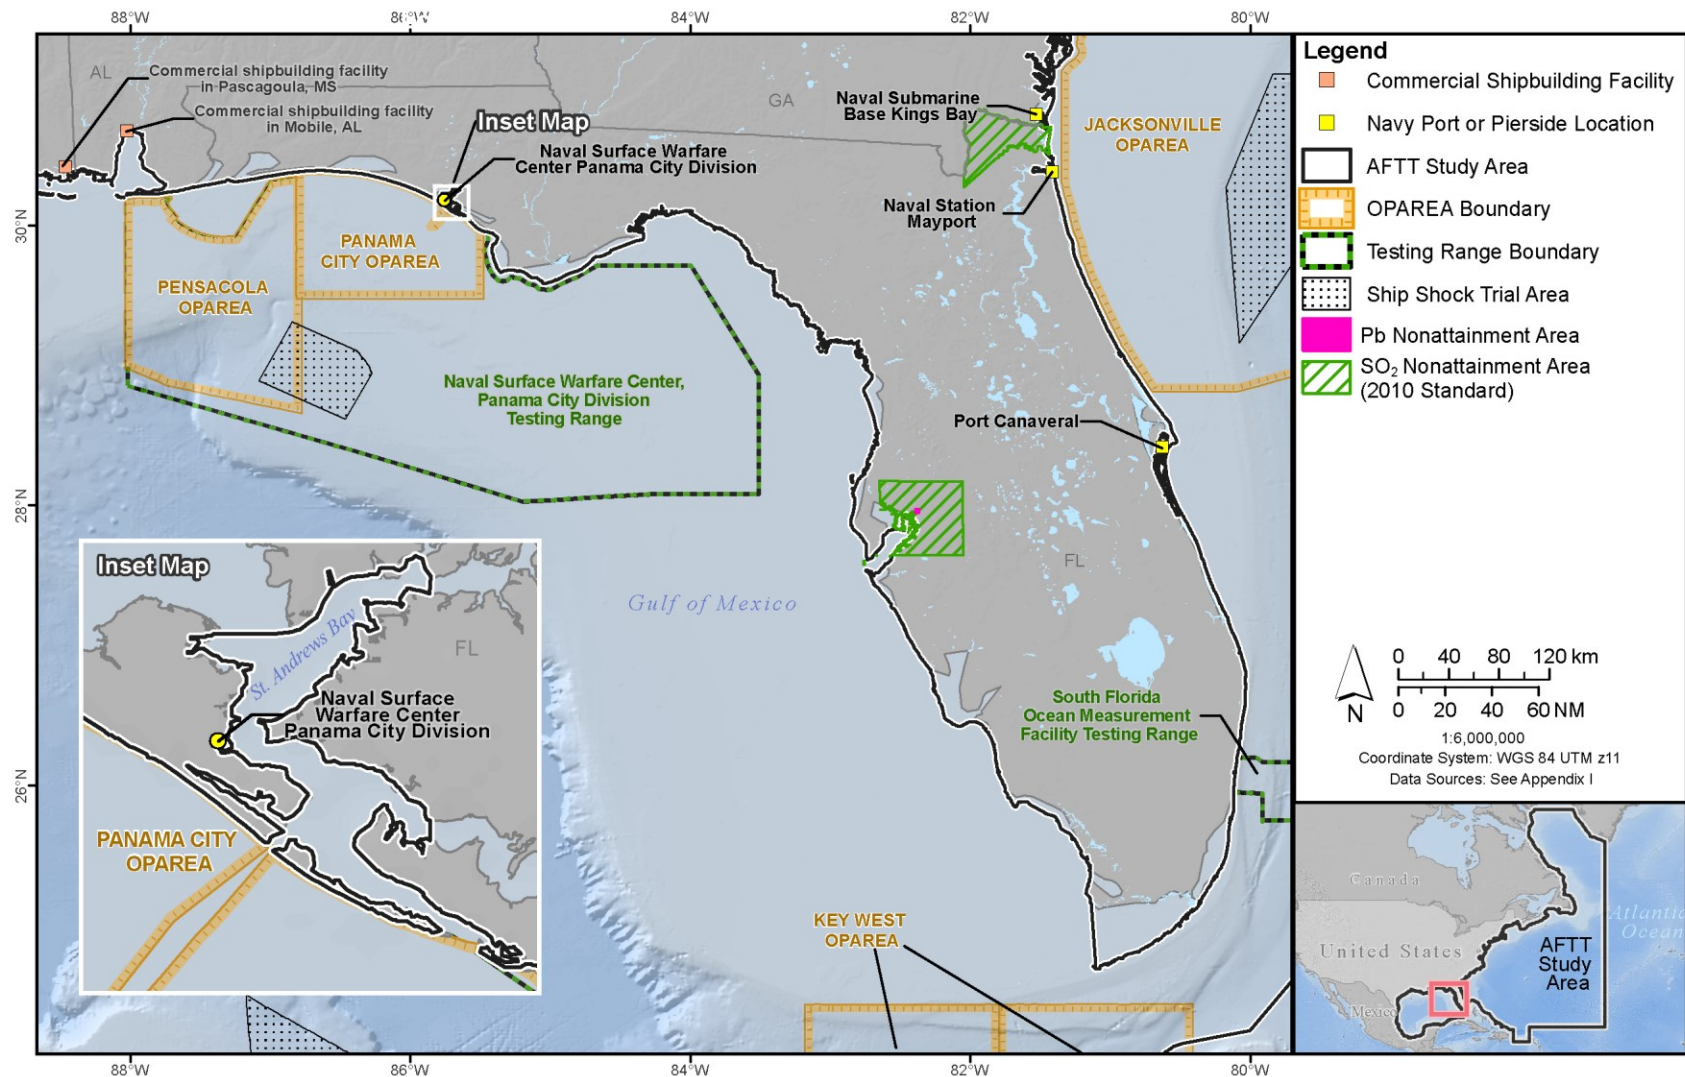 88°W
84°W
82°W
80°W
AL
Commercial shipbuilding facility
in Pascagoula, MS
Commercial shipbuilding facility
in Mobile, AL
Inset Map
Naval Surface Warfare
Center Panama City Division
GA
Naval Submarine
Base Kings Bay
JACKSONVILLE
OPAREA
Naval Station
Mayport
30°N
PANAMA
CITY OPAREA
PENSACOLA
OPAREA
Naval Surface Warfare Center,
Panama City Division
Testing Range
Port Canaveral
28°N
FL
Gulf of Mexico
South Florida
Ocean Measurement
Facility Testing Range
26°N
KEY WEST
OPAREA
Inset Map
St. Andrews Bay
FL
Naval Surface
Warfare Center
Panama City Division
PANAMA CITY
OPAREA
88°W
86°W
84°W
82°W
80°W
Legend
Commercial Shipbuilding Facility
Navy Port or Pierside Location
AFTT Study Area
OPAREA Boundary
Testing Range Boundary
Ship Shock Trial Area
Pb Nonattainment Area
SO₂ Nonattainment Area
(2010 Standard)
N
0 40 80 120 km
0 20 40 60 NM
1:6,000,000
Coordinate System: WGS 84 UTM z11
Data Sources: See Appendix I
Canada
United States
Mexico
Atlantic
Ocean
AFTT
Study
Area